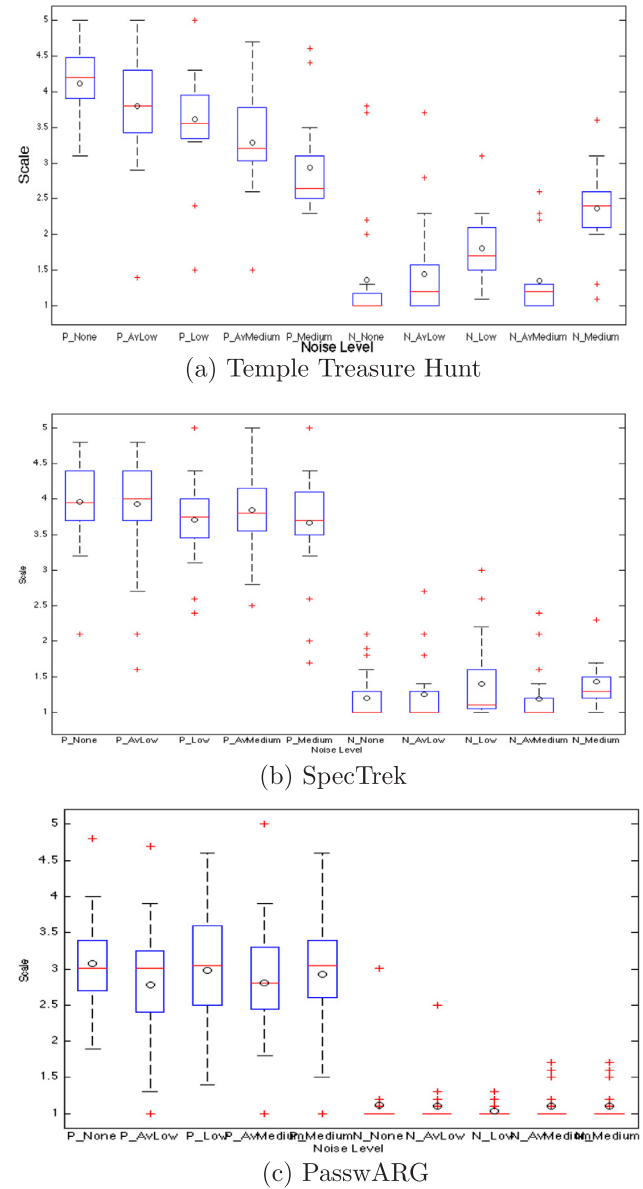 5
4.5
4
3.5
3
2.5
2
1.5
1
Scale
P_None P_AvLow P_Low P_AvMedium P_Medium N_None N_AvLow N_Low N_AvMedium N_Medium
Noise Level
(a) Temple Treasure Hunt
5
4.5
4
3.5
3
2.5
2
1.5
1
Scale
P_None P_AvLow P_Low P_AvMedium P_Medium N_None N_AvLow N_Low N_AvMedium N_Medium
Noise Level
(b) SpecTrek
5
4.5
4
3.5
3
2.5
2
1.5
1
Scale
P_None P_AvLow P_Low P_AvMedium P_Medium N_None N_AvLow N_Low N_AvMedium N_Medium
Noise Level
(c) PasswARG